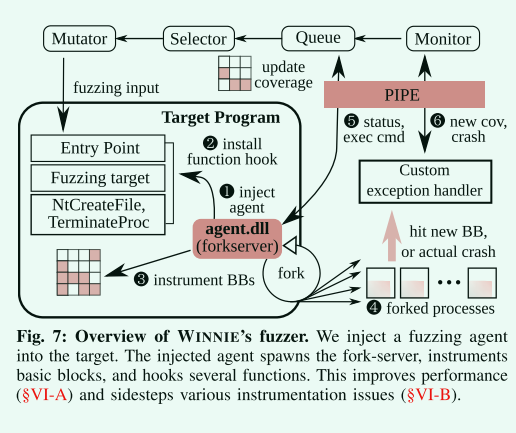 Mutator
Selector
Queue
Monitor
update
coverage
fuzzing input
PIPE
Target Program
❺ status,
exec cmd
❻ new cov,
crash
❷ install
function hook
Entry Point
Fuzzing target
NtCreateFile,
TerminateProc
❶ inject
agent
Custom
exception handler
agent.dll
(forkserver)
hit new BB,
or actual crash
❸ instrument BBs
fork
❹ forked processes
Fig. 7: Overview of WINNIE's fuzzer. We inject a fuzzing agent
into the target. The injected agent spawns the fork-server, instruments
basic blocks, and hooks several functions. This improves performance
(§VI-A) and sidesteps various instrumentation issues (§VI-B).